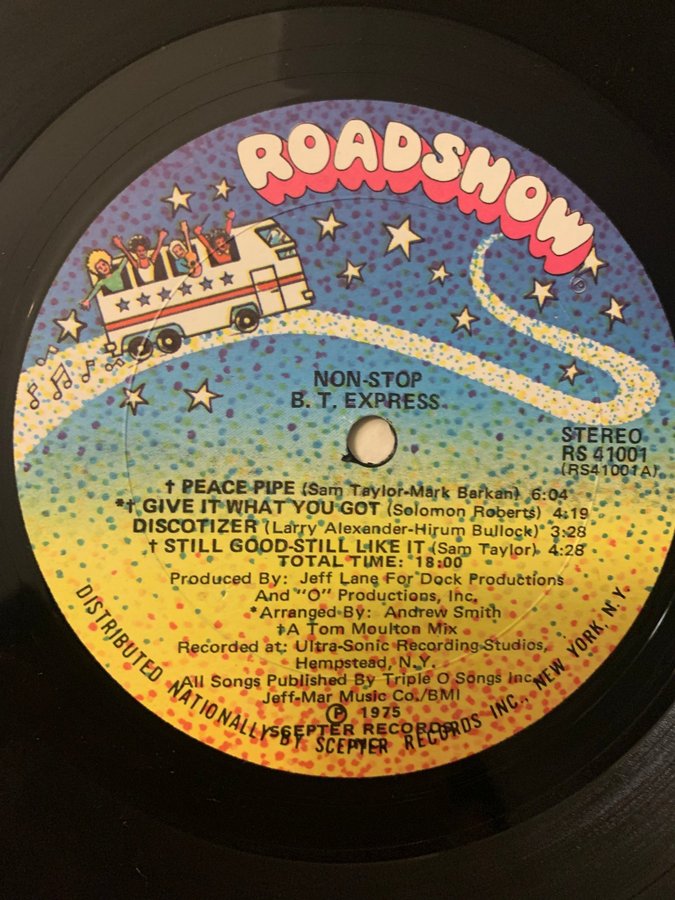 ROADSHOW
NON-STOP
B. T. EXPRESS
STEREO
RS 41001
(RS41001A)
† PEACE PIPE (Sam Taylor-Mark Barkan) 6:04
*† GIVE IT WHAT YOU GOT (Solomon Roberts) 4:19
DISCOTIZER (Larry Alexander-Hirum Bullock) 3:28
† STILL GOOD-STILL LIKE IT (Sam Taylor) 4:28
TOTAL TIME: 18:00
Produced By: Jeff Lane For Dock Productions
And "O" Productions, Inc.
*Arranged By: Andrew Smith
†A Tom Moulton Mix
Recorded at: Ultra-Sonic Recording Studios,
Hempstead, N.Y.
All Songs Published By Triple O Songs Inc.
Jeff-Mar Music Co./BMI
℗ 1975
SCEPTER RECORDS
DISTRIBUTED NATIONALLY BY SCEPTER RECORDS INC., NEW YORK, N.Y.